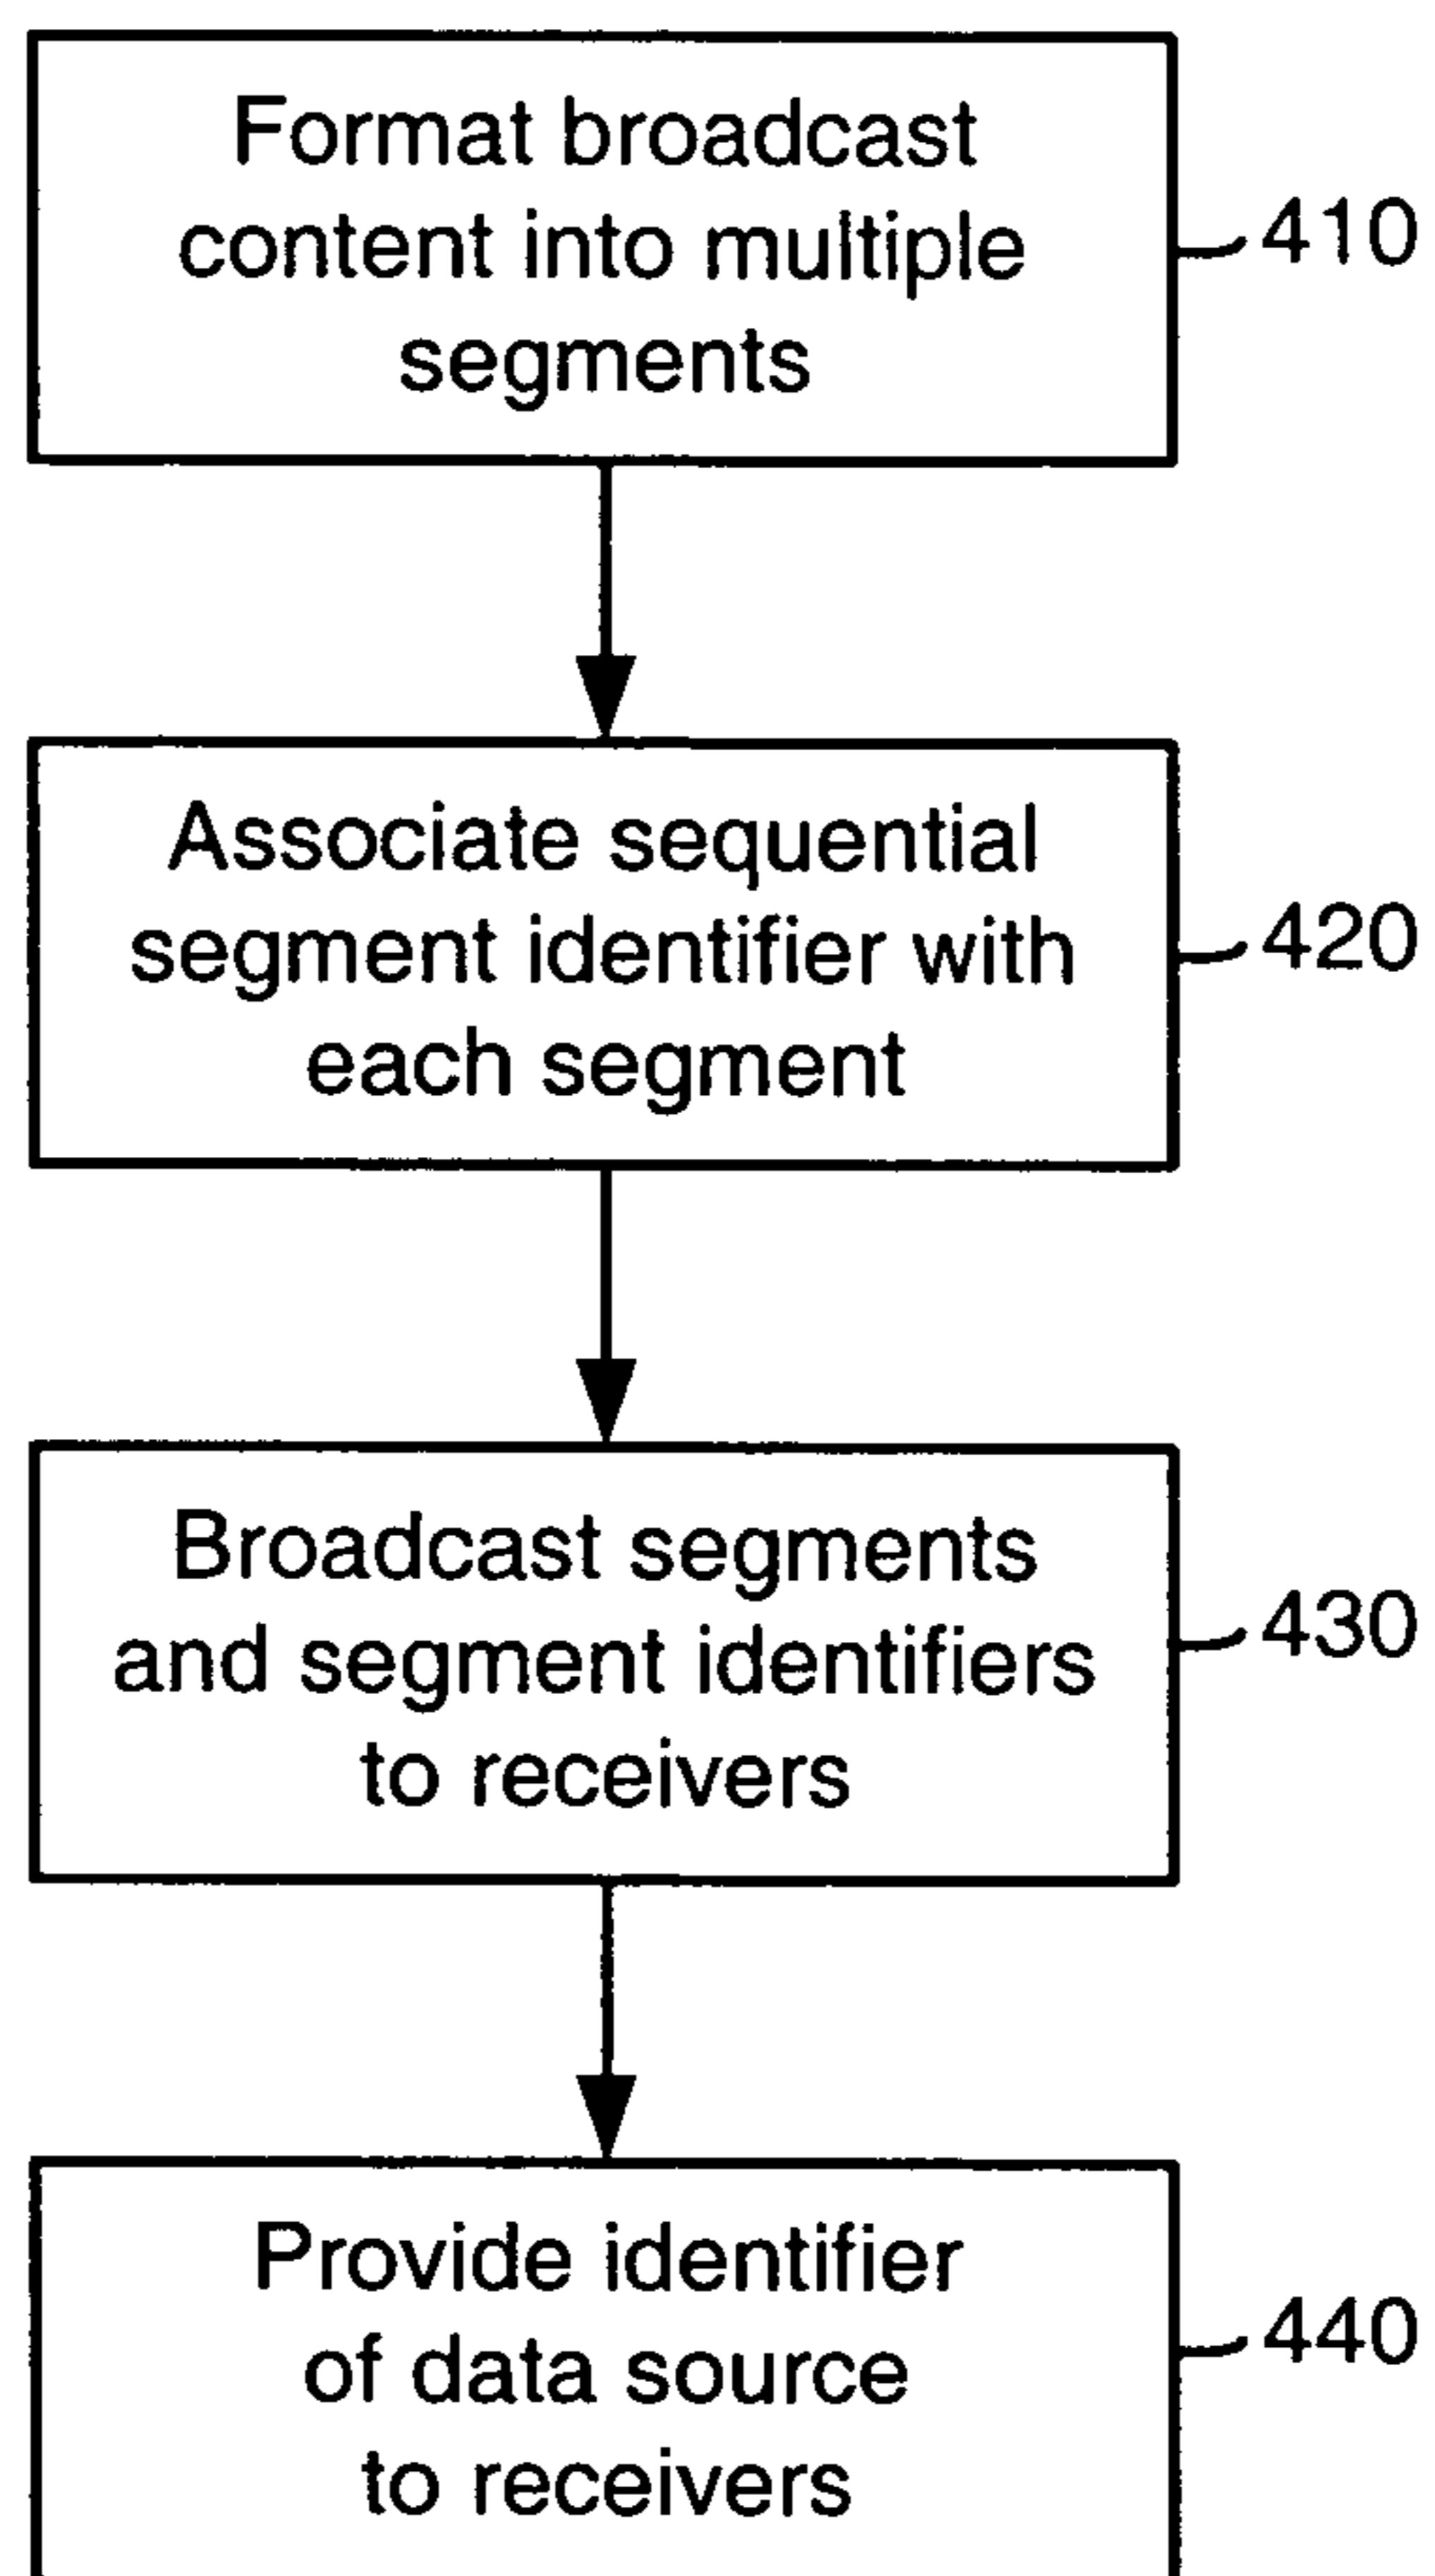 Format broadcast
content into multiple
segments
410
Associate sequential
segment identifier with
each segment
420
Broadcast segments
and segment identifiers
to receivers
430
Provide identifier
of data source
to receivers
440